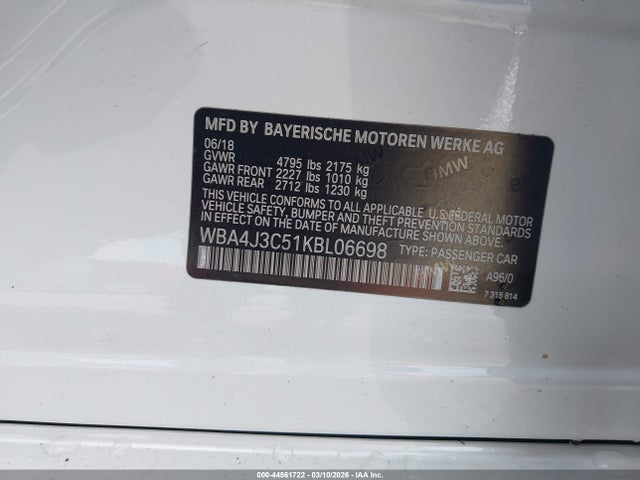 MFD BY BAYERISCHE MOTOREN WERKE AG
06/18
GVWR 4795 lbs 2175 kg
GAWR FRONT 2227 lbs 1010 kg
GAWR REAR 2712 lbs 1230 kg
THIS VEHICLE CONFORMS TO ALL APPLICABLE U.S. FEDERAL MOTOR
VEHICLE SAFETY, BUMPER AND THEFT PREVENTION STANDARDS IN
EFFECT ON THE DATE OF MANUFACTURE SHOWN ABOVE.
WBA4J3C51KBL06698 TYPE: PASSENGER CAR
A96/0
7 315 814
BMW
000-44561722 — 03/10/2026 — IAA Inc.